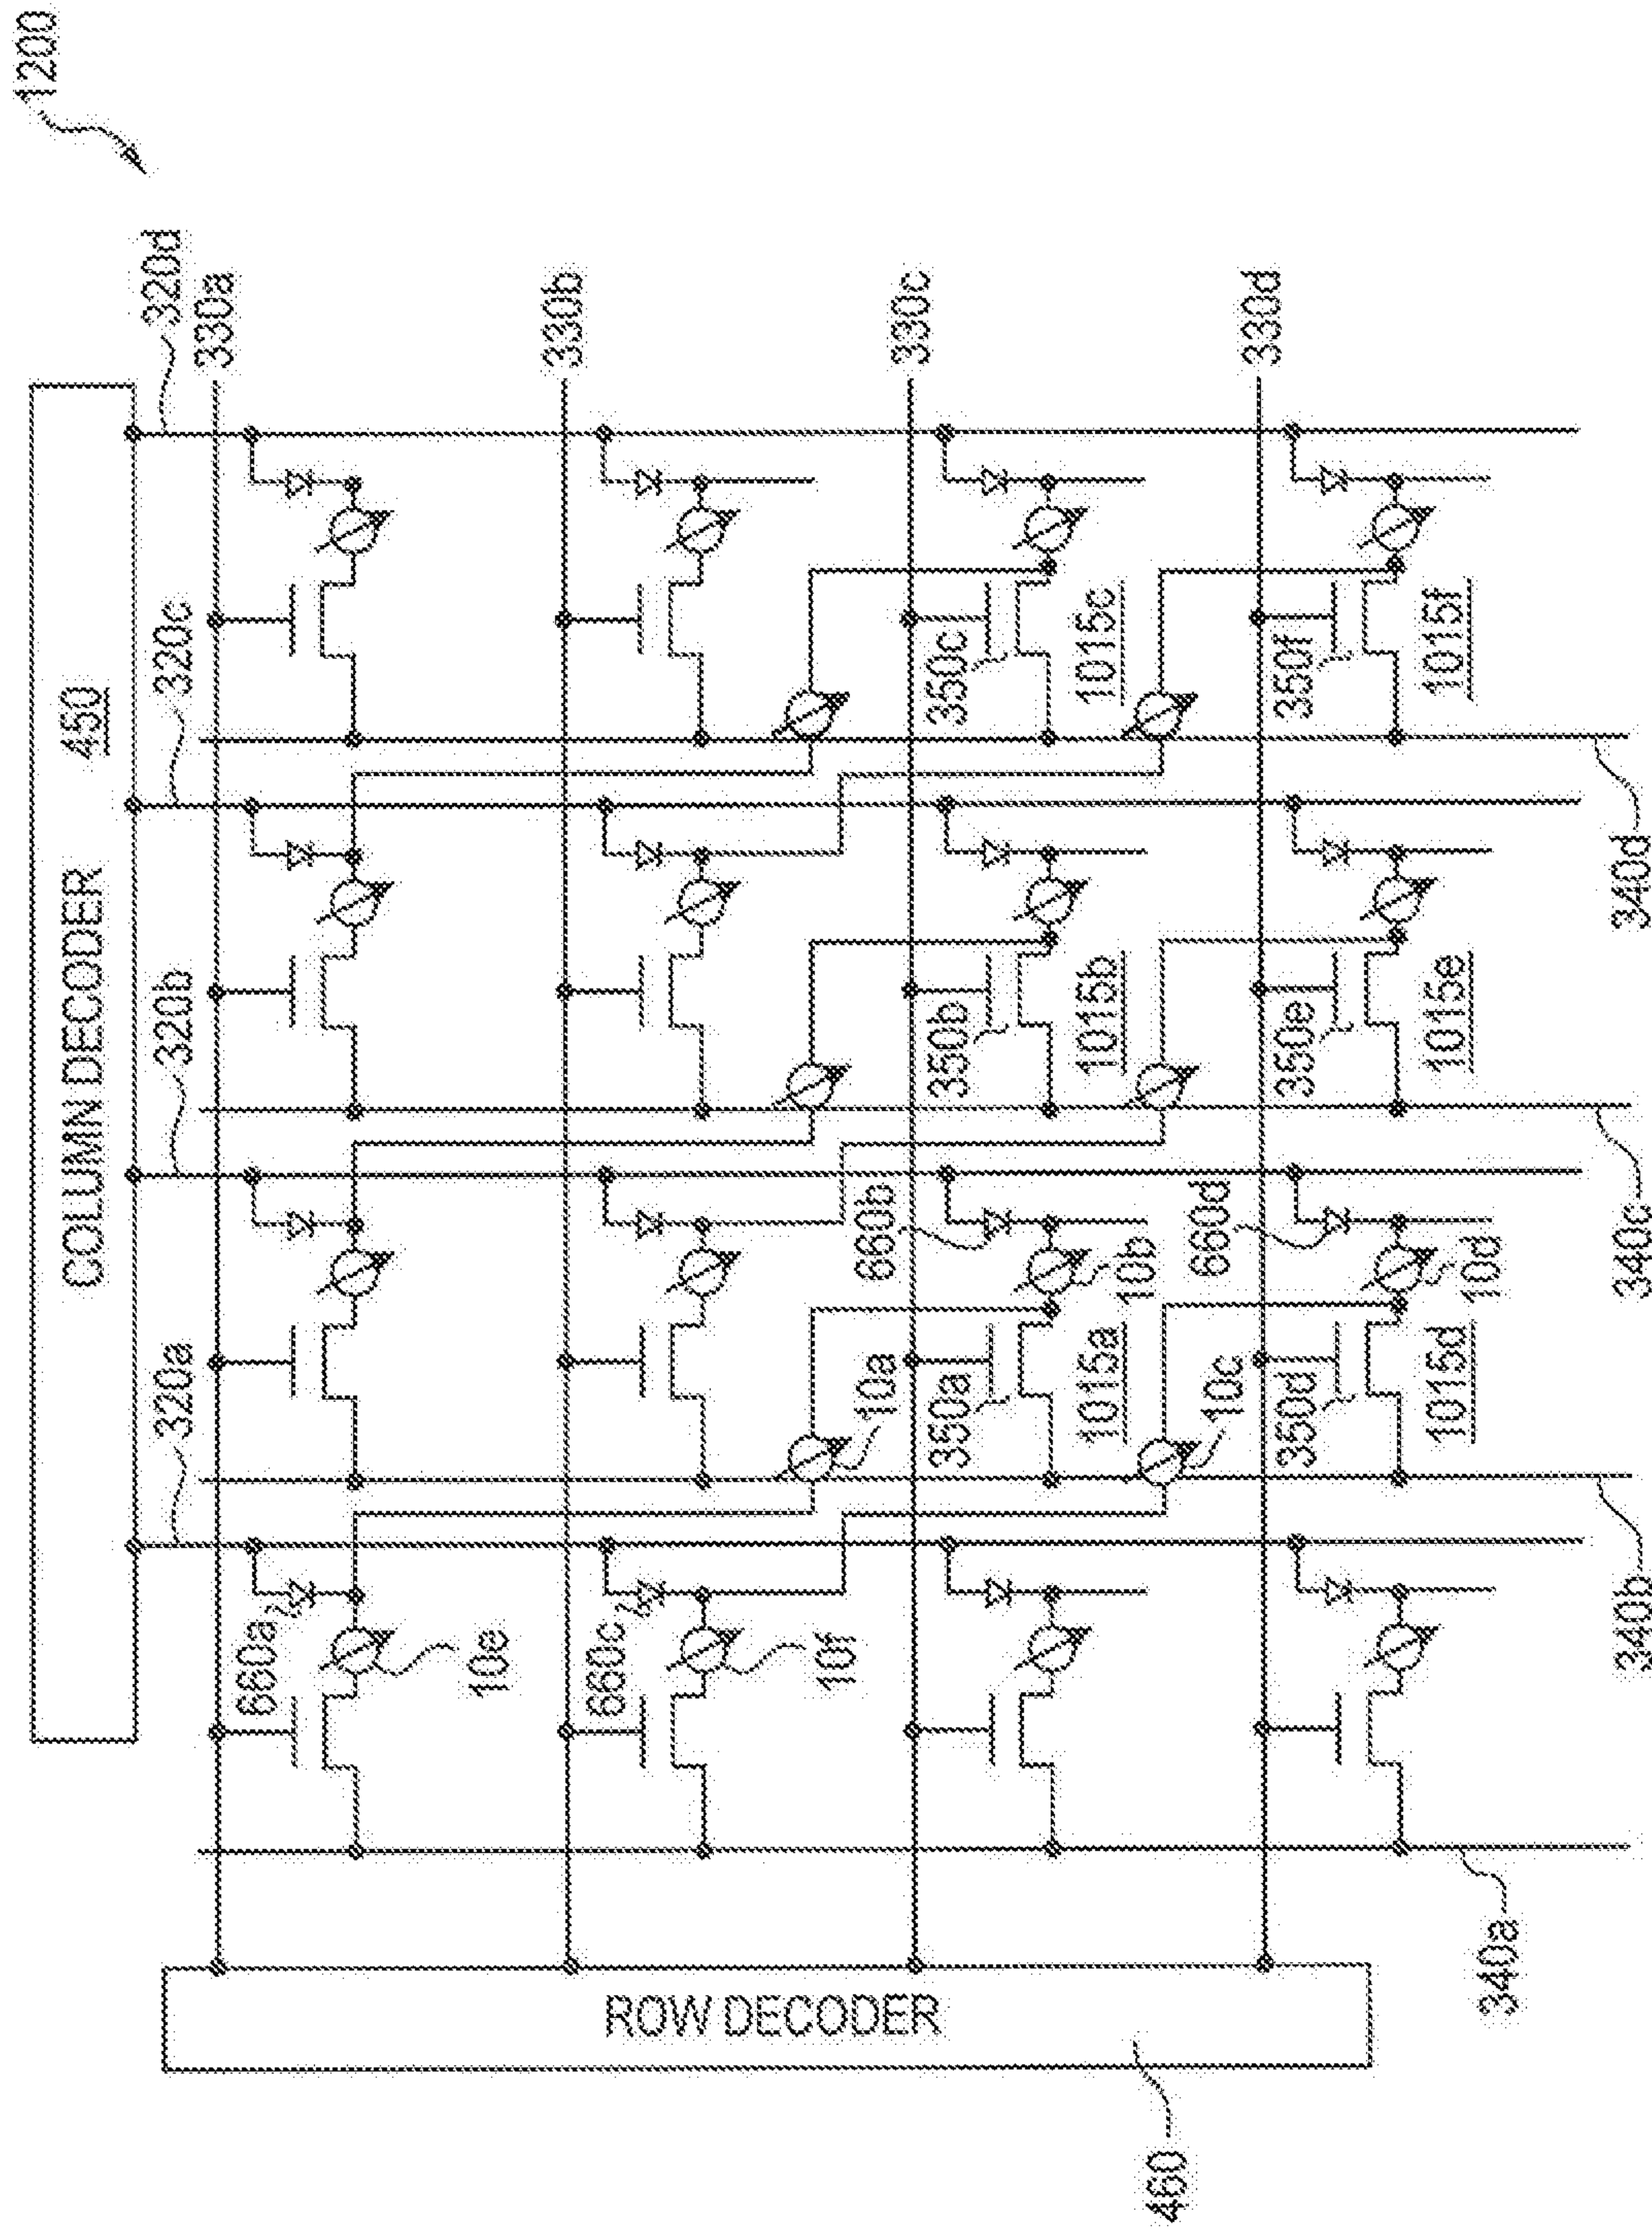 1200
COLUMN DECODER 450
320a
320b
320c
320d
330a
330b
330c
330d
660a
10e
660c
10f
10a
660b
10b
350a
1015a
350b
1015b
350c
1015c
10c
660d
10d
350d
1015d
350e
1015e
350f
1015f
ROW DECODER
460
340a
340b
340c
340d